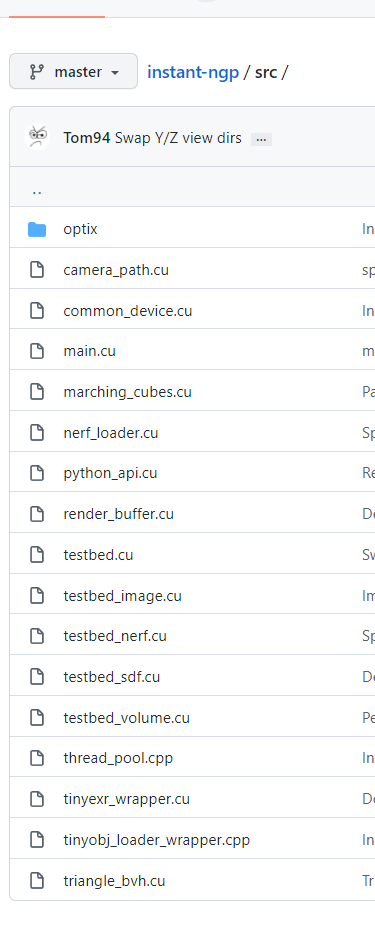 master instant-ngp / src /
Tom94 Swap Y/Z view dirs ...
..
optix In
camera_path.cu sp
common_device.cu In
main.cu m
marching_cubes.cu Pa
nerf_loader.cu Sp
python_api.cu Re
render_buffer.cu De
testbed.cu Sw
testbed_image.cu Im
testbed_nerf.cu Sp
testbed_sdf.cu De
testbed_volume.cu Pe
thread_pool.cpp In
tinyexr_wrapper.cu De
tinyobj_loader_wrapper.cpp In
triangle_bvh.cu Tr